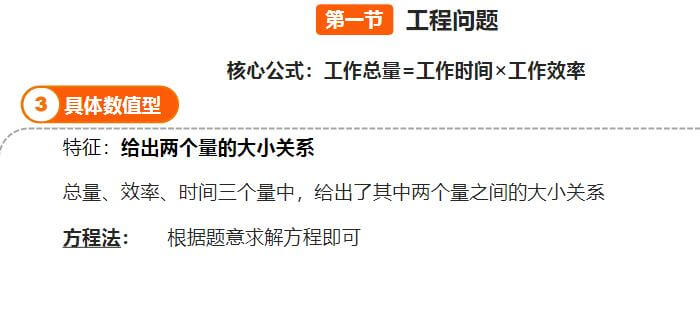 第一节 工程问题
核心公式：工作总量=工作时间×工作效率
3 具体数值型
特征：给出两个量的大小关系
总量、效率、时间三个量中，给出了其中两个量之间的大小关系
方程法： 根据题意求解方程即可